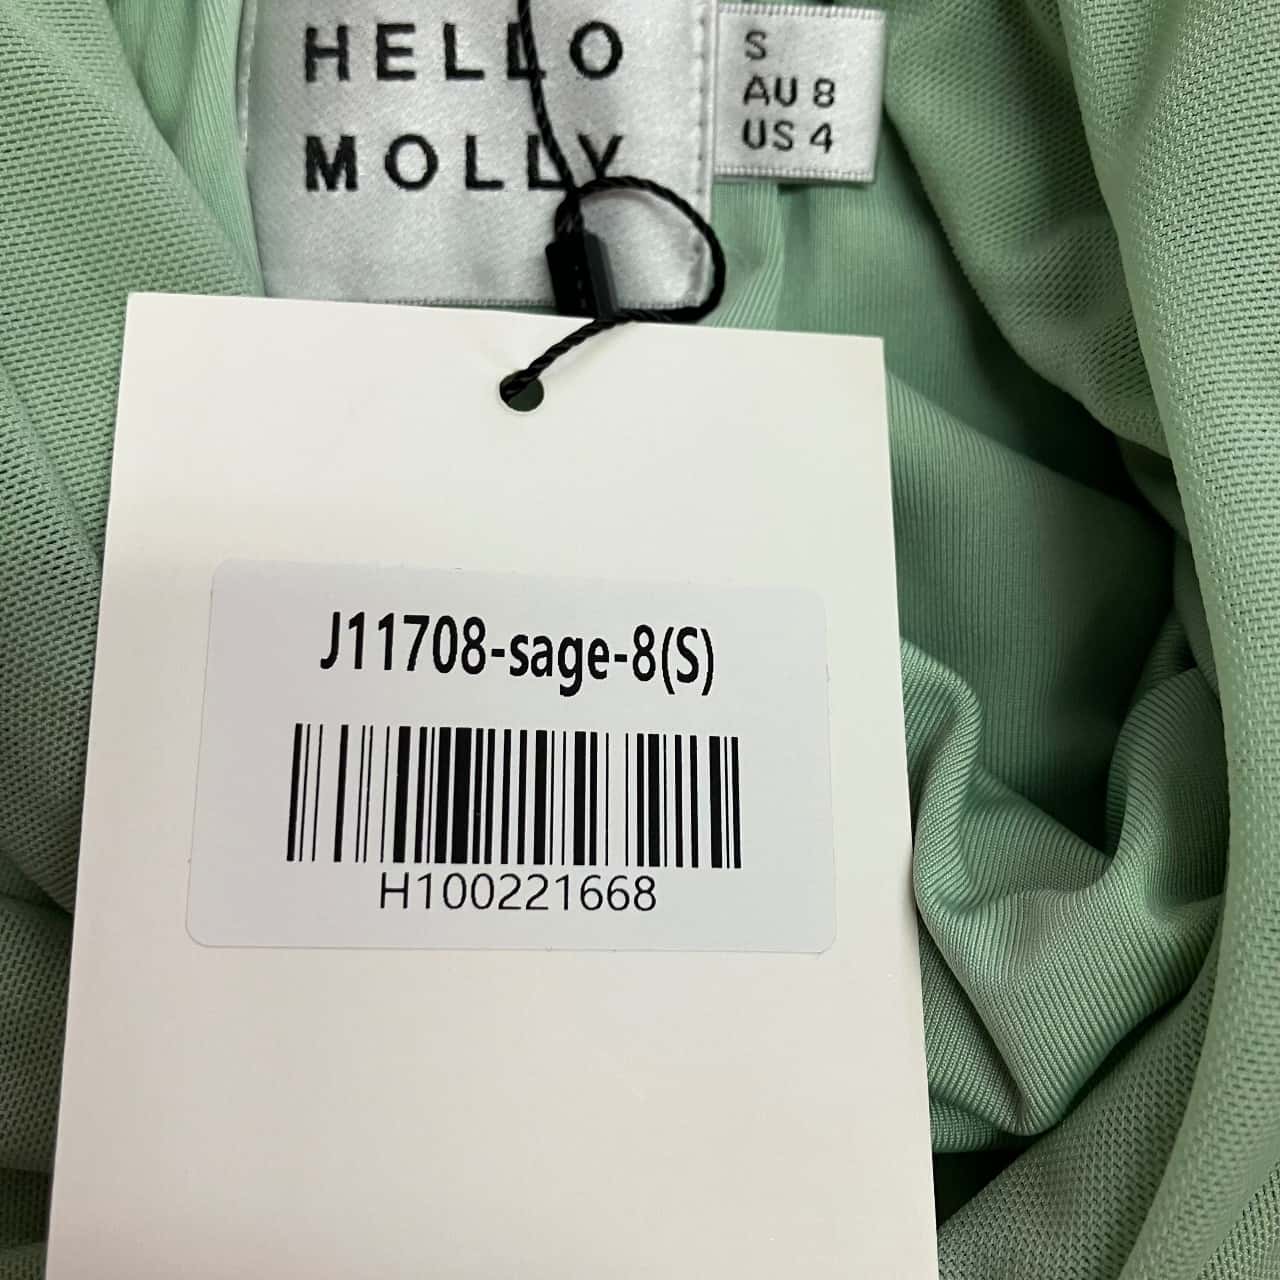 HELLO
MOLLY
S
AU 8
US 4
J11708-sage-8(S)
H100221668